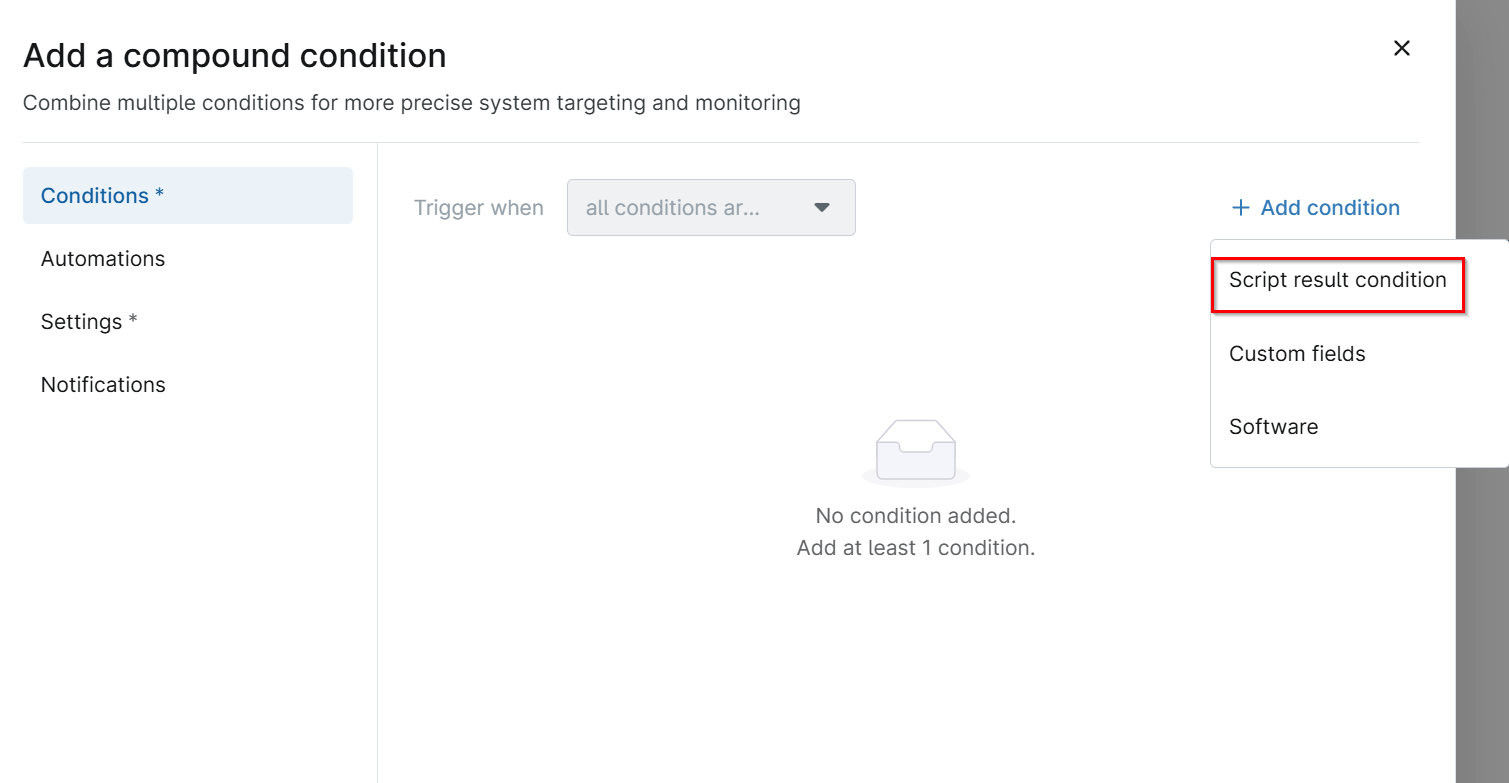 Add a compound condition
Combine multiple conditions for more precise system targeting and monitoring
Conditions *
Automations
Settings *
Notifications
Trigger when
all conditions ar...
+ Add condition
Script result condition
Custom fields
Software
No condition added.
Add at least 1 condition.